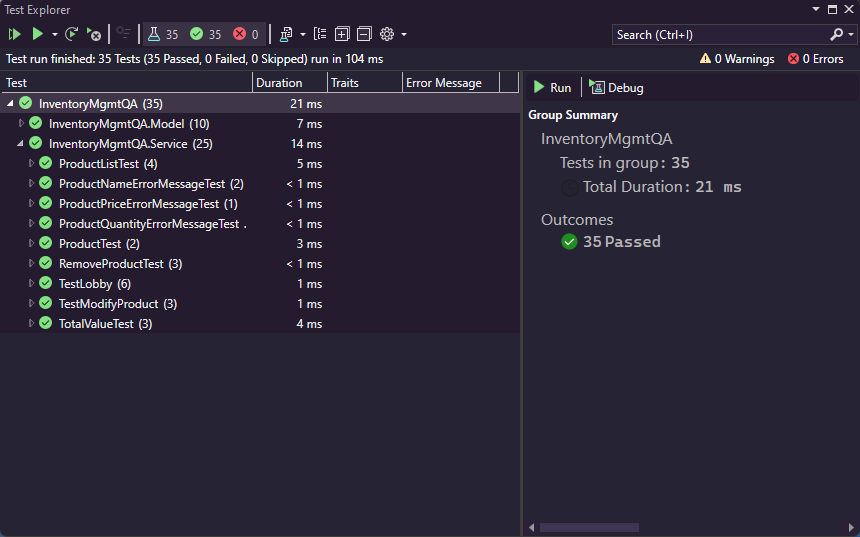 Test Explorer
35 35 0
Search (Ctrl+I)
Test run finished: 35 Tests (35 Passed, 0 Failed, 0 Skipped) run in 104 ms
0 Warnings 0 Errors
Test Duration Traits Error Message
InventoryMgmtQA (35) 21 ms
InventoryMgmtQA.Model (10) 7 ms
InventoryMgmtQA.Service (25) 14 ms
ProductListTest (4) 5 ms
ProductNameErrorMessageTest (2) < 1 ms
ProductPriceErrorMessageTest (1) < 1 ms
ProductQuantityErrorMessageTest . < 1 ms
ProductTest (2) 3 ms
RemoveProductTest (3) < 1 ms
TestLobby (6) 1 ms
TestModifyProduct (3) 1 ms
TotalValueTest (3) 4 ms
Run Debug
Group Summary
InventoryMgmtQA
Tests in group: 35
Total Duration: 21 ms
Outcomes
35 Passed